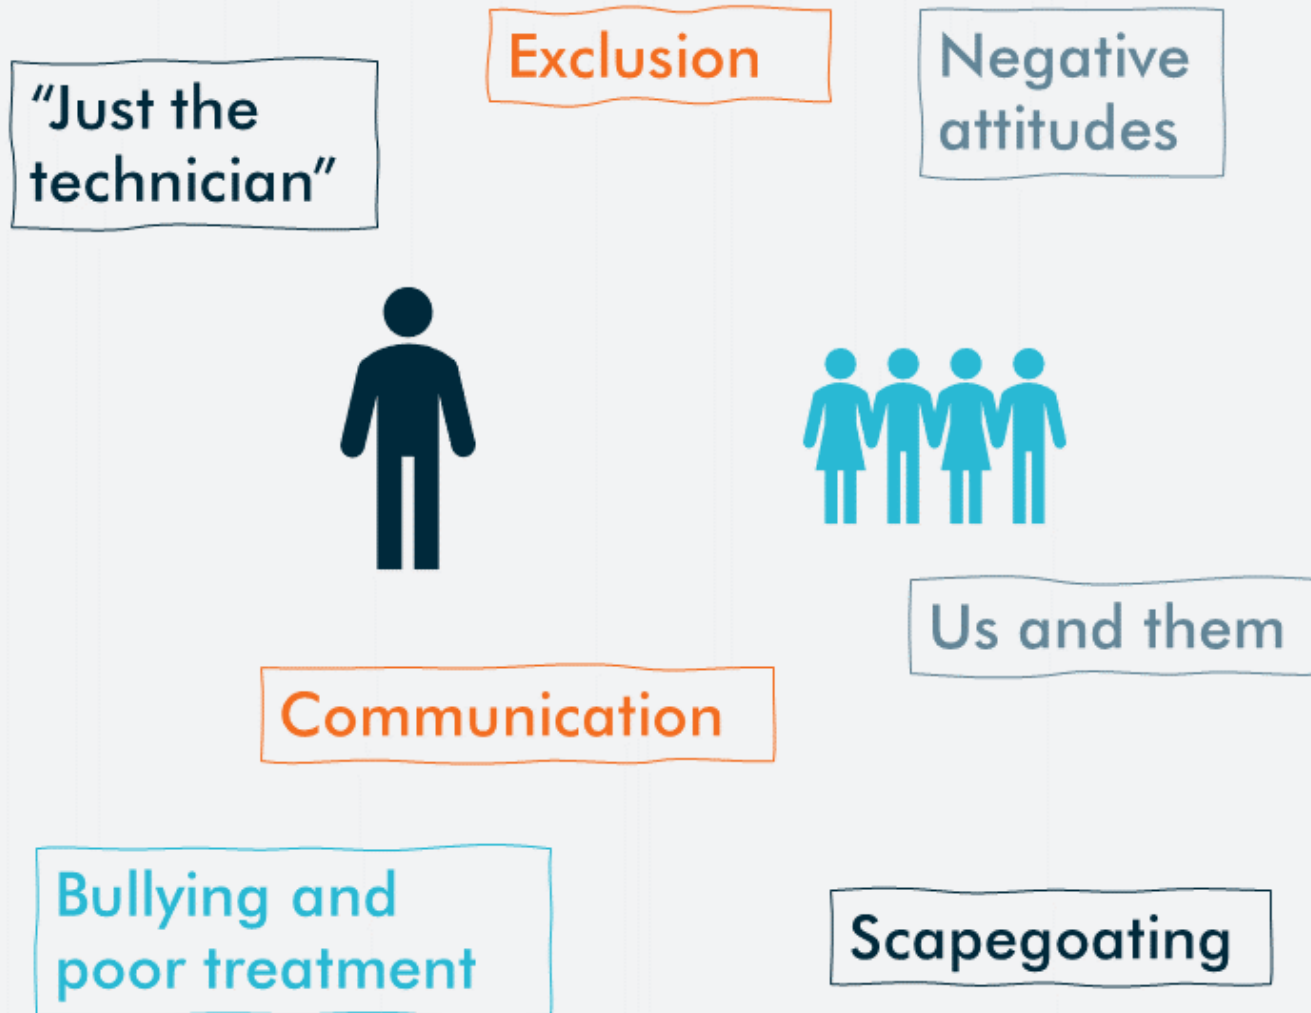 Exclusion
Negative
attitudes
“Just the
technician”
Us and them
Communication
Bullying and
poor treatment
Scapegoating